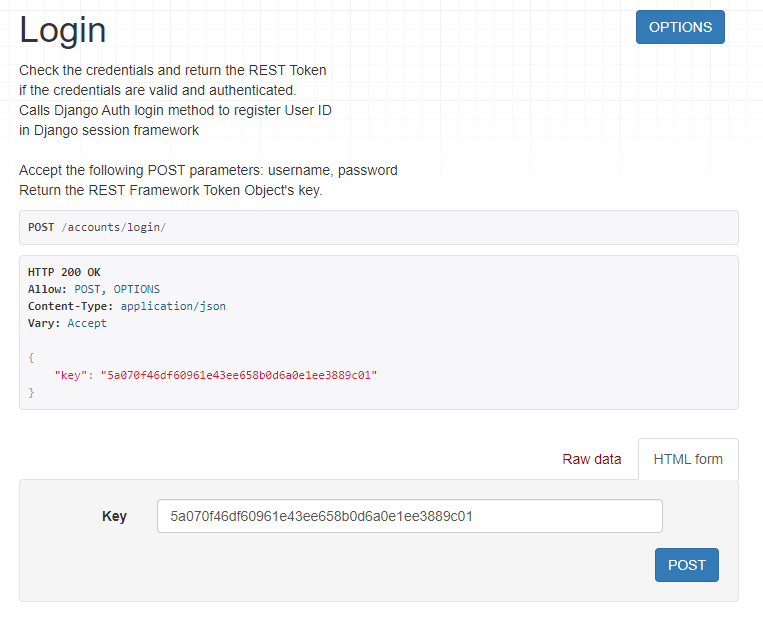 Login
OPTIONS
Check the credentials and return the REST Token
if the credentials are valid and authenticated.
Calls Django Auth login method to register User ID
in Django session framework
Accept the following POST parameters: username, password
Return the REST Framework Token Object's key.
POST /accounts/login/
HTTP 200 OK
Allow: POST, OPTIONS
Content-Type: application/json
Vary: Accept
{
"key": "5a070f46df60961e43ee658b0d6a0e1ee3889c01"
}
Raw data
HTML form
Key
5a070f46df60961e43ee658b0d6a0e1ee3889c01
POST